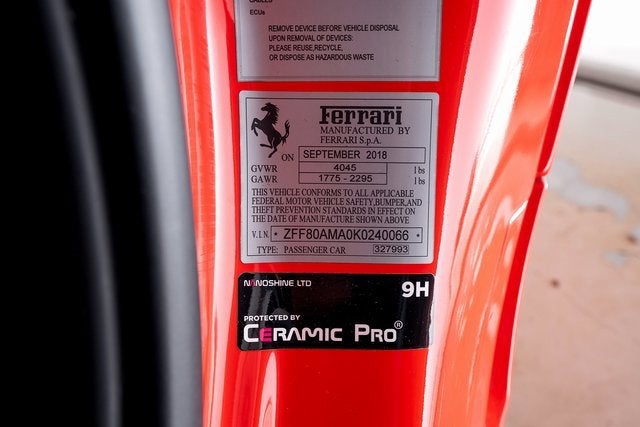 ECUs
REMOVE DEVICE BEFORE VEHICLE DISPOSAL
UPON REMOVAL OF DEVICES:
PLEASE REUSE,RECYCLE,
OR DISPOSE AS HAZARDOUS WASTE
Ferrari
MANUFACTURED BY
FERRARI S.p.A.
ON SEPTEMBER 2018
GVWR 4045 lbs
GAWR 1775 - 2295 lbs
THIS VEHICLE CONFORMS TO ALL APPLICABLE
FEDERAL MOTOR VEHICLE SAFETY,BUMPER,AND
THEFT PREVENTION STANDARDS IN EFFECT ON
THE DATE OF MANUFACTURE SHOWN ABOVE
V.I.N. * ZFF80AMA0K0240066 *
TYPE: PASSENGER CAR 327993
NANOSHINE LTD 9H
PROTECTED BY
CERAMIC PRO®